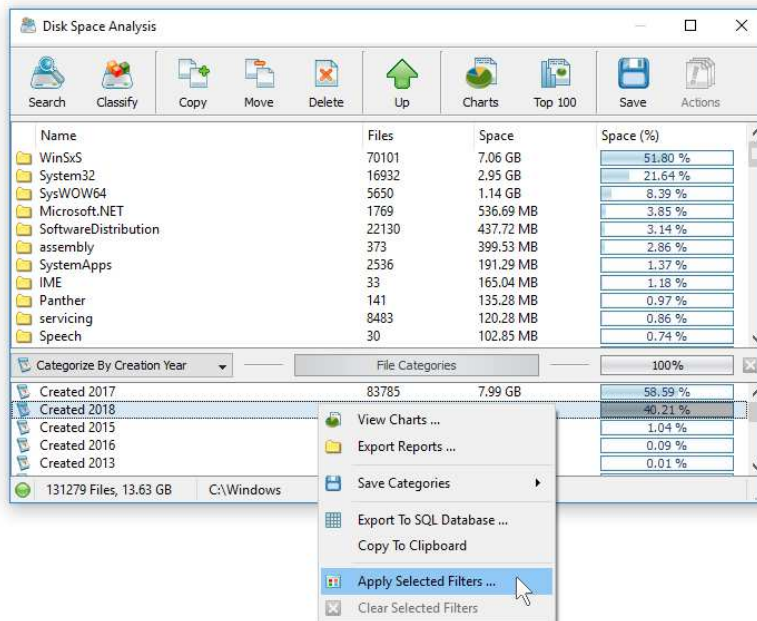 Disk Space Analysis
Search Classify Copy Move Delete Up Charts Top 100 Save Actions
Name Files Space Space (%)
WinSxS 70101 7.06 GB 51.80 %
System32 16932 2.95 GB 21.64 %
SysWOW64 5650 1.14 GB 8.39 %
Microsoft.NET 1769 536.69 MB 3.85 %
SoftwareDistribution 22130 437.72 MB 3.14 %
assembly 373 399.53 MB 2.86 %
SystemApps 2536 191.29 MB 1.37 %
IME 33 165.04 MB 1.18 %
Panther 141 135.28 MB 0.97 %
servicing 8483 120.28 MB 0.86 %
Speech 30 102.85 MB 0.74 %
Categorize By Creation Year File Categories 100%
Created 2017 83785 7.99 GB 58.59 %
Created 2018 40.21 %
Created 2015 1.04 %
Created 2016 0.09 %
Created 2013 0.01 %
131279 Files, 13.63 GB C:\Windows
View Charts ...
Export Reports ...
Save Categories
Export To SQL Database ...
Copy To Clipboard
Apply Selected Filters ...
Clear Selected Filters